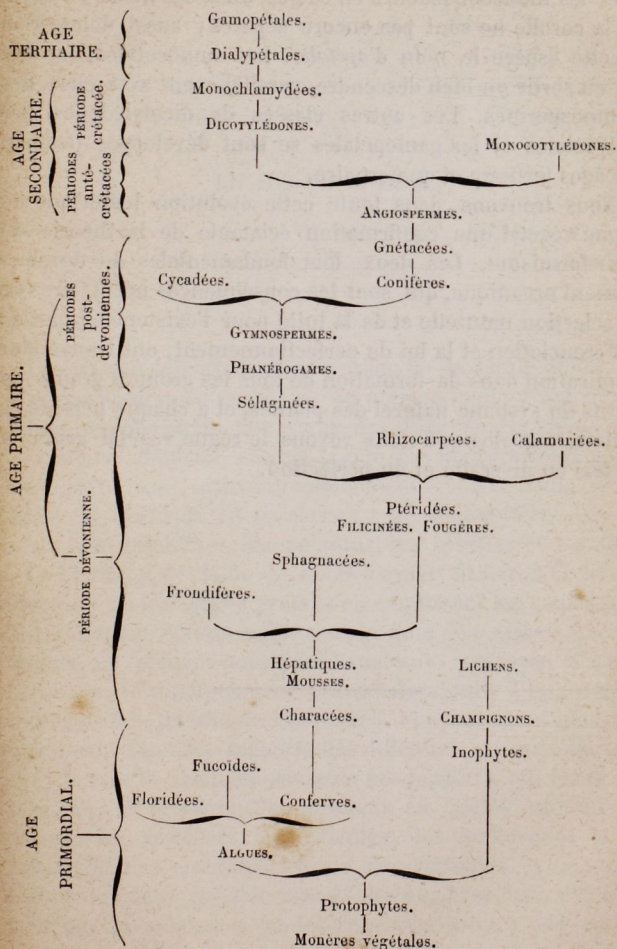 Gamopétales.
AGE
TERTIAIRE.
Dialypétales.
Monochlamydées.
DICOTYLÉDONES.
MONOCOTYLÉDONES.
AGE
SECONDAIRE.
PÉRIODE
crétacée.
PÉRIODES
anté-
crétacées
ANGIOSPERMES.
Gnétacées.
Cycadées.
Conifères.
GYMNOSPERMES.
PHANÉROGAMES.
Sélaginées.
PÉRIODES
post-
dévoniennes.
AGE PRIMAIRE.
Rhizocarpées.
Calamariées.
Ptéridées.
FILICINÉES. FOUGÈRES.
PÉRIODE DÉVONIENNE.
Sphagnacées.
Frondifères.
Hépatiques.
MOUSSES.
LICHENS.
Characées.
CHAMPIGNONS.
Inophytes.
Fucoïdes.
Floridées.
Conferves.
AGE
PRIMORDIAL.
ALGUES.
Protophytes.
Monères végétales.